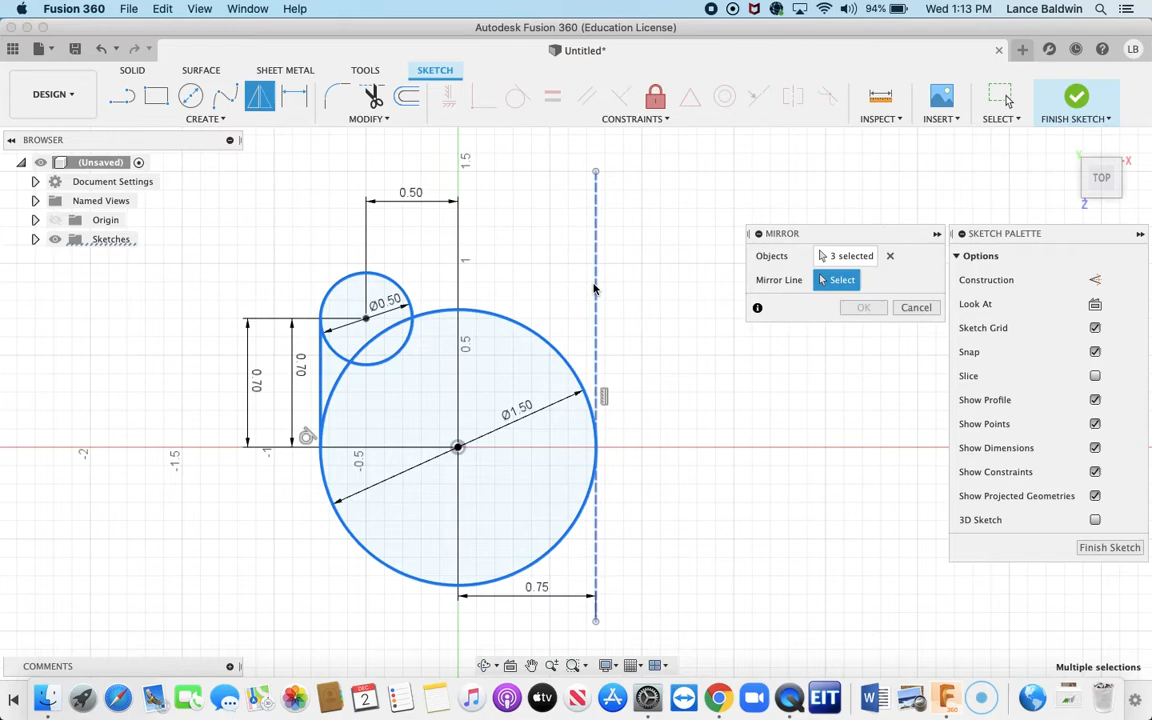 Fusion 360 File Edit View Window Help 94% Wed 1:13 PM Lance Baldwin
Autodesk Fusion 360 (Education License)
Untitled*
LB
SOLID SURFACE SHEET METAL TOOLS SKETCH
DESIGN
CREATE MODIFY CONSTRAINTS INSPECT INSERT SELECT FINISH SKETCH
BROWSER
(Unsaved)
Document Settings
Named Views
Origin
Sketches
TOP
X
Y
Z
MIRROR
Objects 3 selected
Mirror Line Select
OK Cancel
SKETCH PALETTE
Options
Construction
Look At
Sketch Grid
Snap
Slice
Show Profile
Show Points
Show Dimensions
Show Constraints
Show Projected Geometries
3D Sketch
Finish Sketch
1.5
0.50
1
Ø0.50
0.5
0.70
0.70
Ø1.50
-2 -1.5 -1 -0.5
0.75
COMMENTS
Multiple selections
DEC
2
EIT
F
360